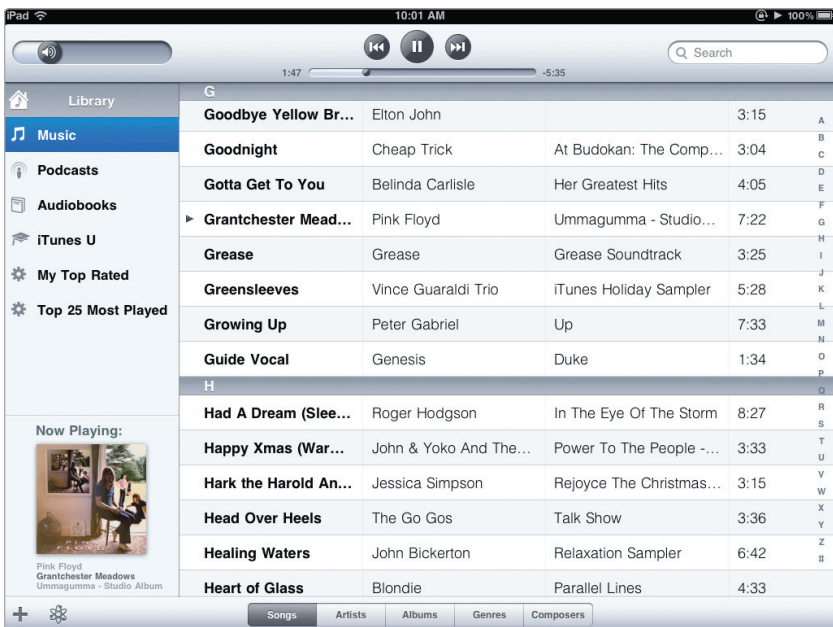 iPad 10:01 AM 100%
1:47 -5:35 Search
Library
Music
Podcasts
Audiobooks
iTunes U
My Top Rated
Top 25 Most Played
Now Playing:
PINK
FLOYD
Pink Floyd
Grantchester Meadows
Ummagumma - Studio Album
G
Goodbye Yellow Br... Elton John 3:15
Goodnight Cheap Trick At Budokan: The Comp... 3:04
Gotta Get To You Belinda Carlisle Her Greatest Hits 4:05
Grantchester Mead... Pink Floyd Ummagumma - Studio... 7:22
Grease Grease Grease Soundtrack 3:25
Greensleeves Vince Guaraldi Trio iTunes Holiday Sampler 5:28
Growing Up Peter Gabriel Up 7:33
Guide Vocal Genesis Duke 1:34
H
Had A Dream (Slee... Roger Hodgson In The Eye Of The Storm 8:27
Happy Xmas (War... John & Yoko And The... Power To The People -... 3:33
Hark the Harold An... Jessica Simpson Rejoyce The Christmas... 3:15
Head Over Heels The Go Gos Talk Show 3:36
Healing Waters John Bickerton Relaxation Sampler 6:42
Heart of Glass Blondie Parallel Lines 4:33
A
B
C
D
E
F
G
H
I
J
K
L
M
N
O
P
Q
R
S
T
U
V
W
X
Y
Z
#
Songs Artists Albums Genres Composers